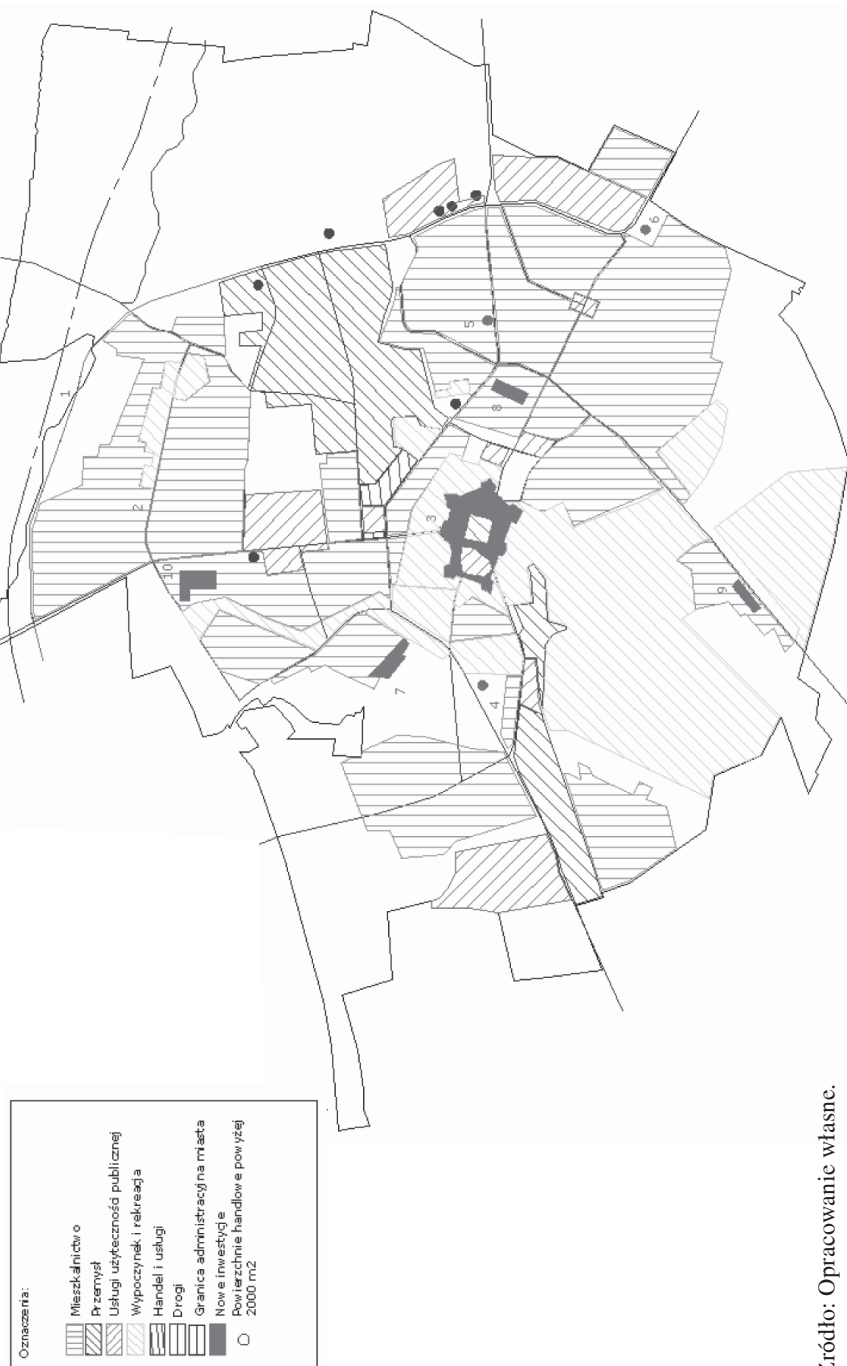 Oznaczenia:
Mieszkalnictwo
Przemysł
Usługi użyteczności publicznej
Wypoczynek i rekreacja
Handel i usługi
Drogi
Granica administracyjna miasta
Nowe inwestycje
Powierzchnie handlowe powyżej
2000 m2
1
2
10
3
7
4
5
8
6
9
Źródło: Opracowanie własne.